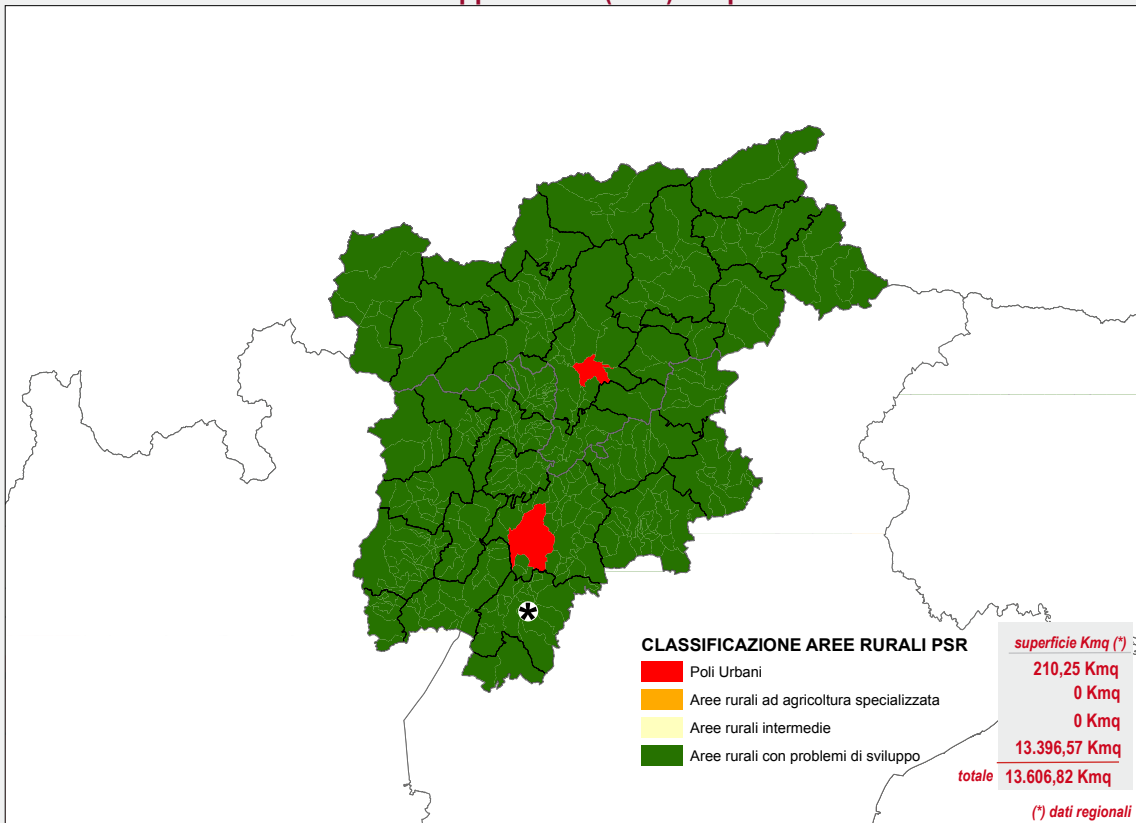 CLASSIFICAZIONE AREE RURALI PSR
superficie Kmq (*)
Poli Urbani
210,25 Kmq
Aree rurali ad agricoltura specializzata
0 Kmq
Aree rurali intermedie
0 Kmq
Aree rurali con problemi di sviluppo
13.396,57 Kmq
totale 13.606,82 Kmq
(*) dati regionali